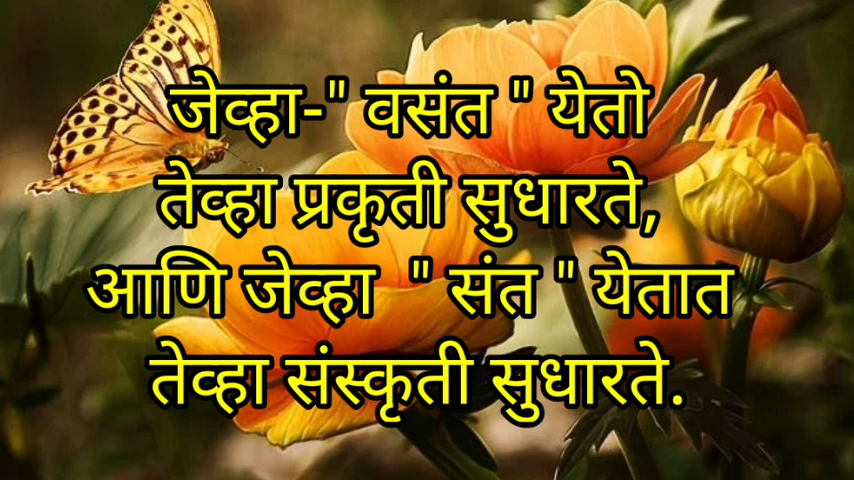 जेव्हा-" वसंत " येतो
तेव्हा प्रकृती सुधारते,
आणि जेव्हा " संत " येतात
तेव्हा संस्कृती सुधारते.